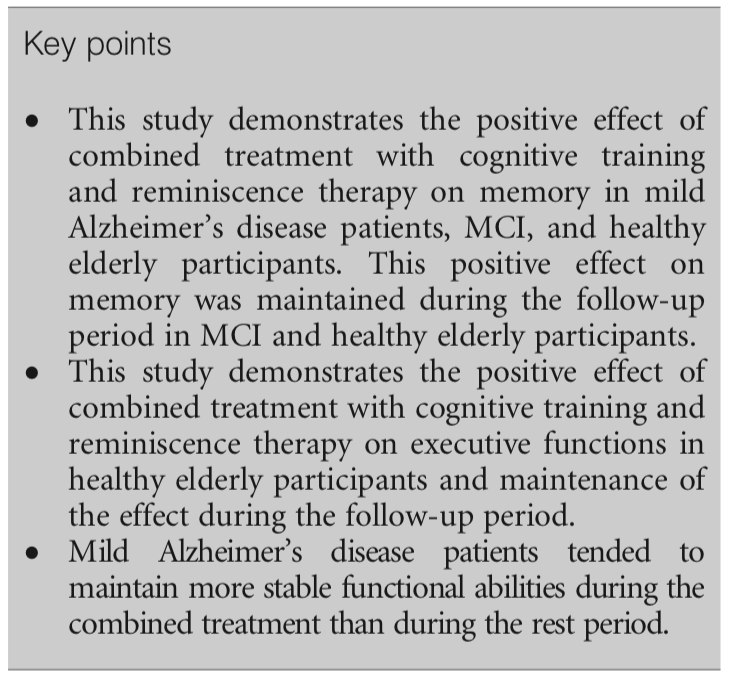 Key points
• This study demonstrates the positive effect of
combined treatment with cognitive training
and reminiscence therapy on memory in mild
Alzheimer's disease patients, MCI, and healthy
elderly participants. This positive effect on
memory was maintained during the follow-up
period in MCI and healthy elderly participants.
• This study demonstrates the positive effect of
combined treatment with cognitive training and
reminiscence therapy on executive functions in
healthy elderly participants and maintenance of
the effect during the follow-up period.
• Mild Alzheimer's disease patients tended to
maintain more stable functional abilities during the
combined treatment than during the rest period.